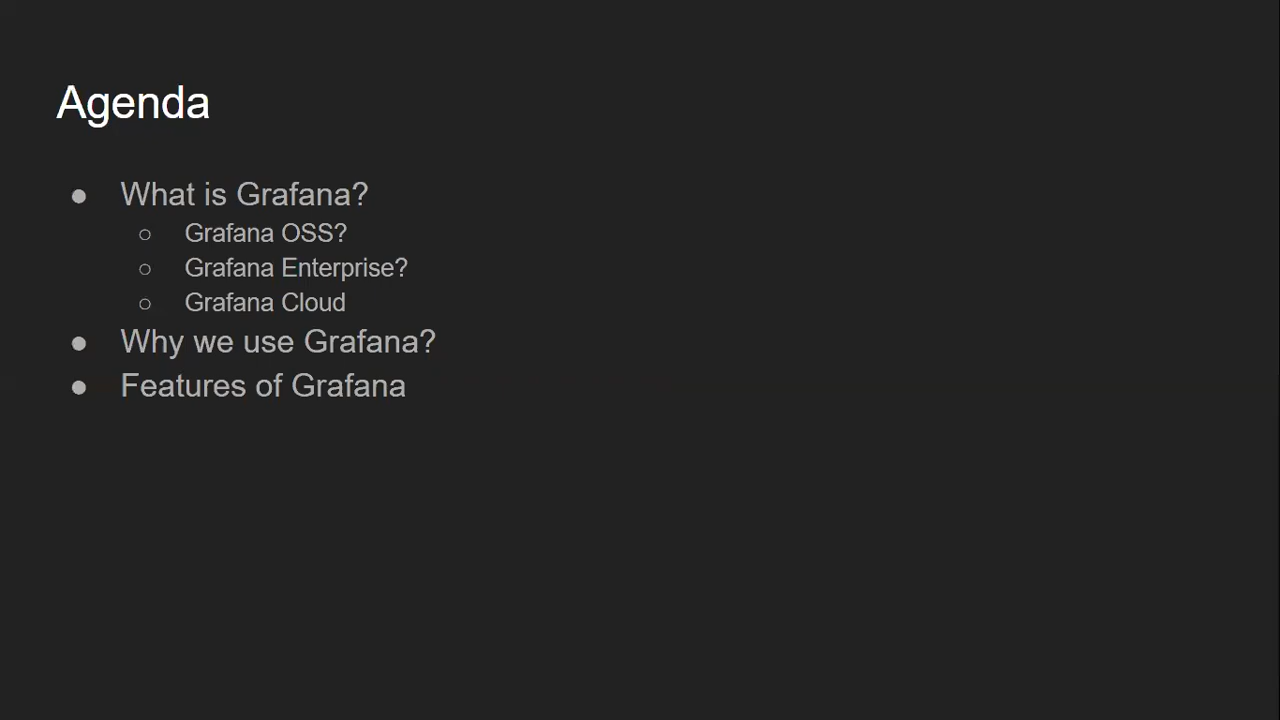 Agenda
● What is Grafana?
○ Grafana OSS?
○ Grafana Enterprise?
○ Grafana Cloud
● Why we use Grafana?
● Features of Grafana